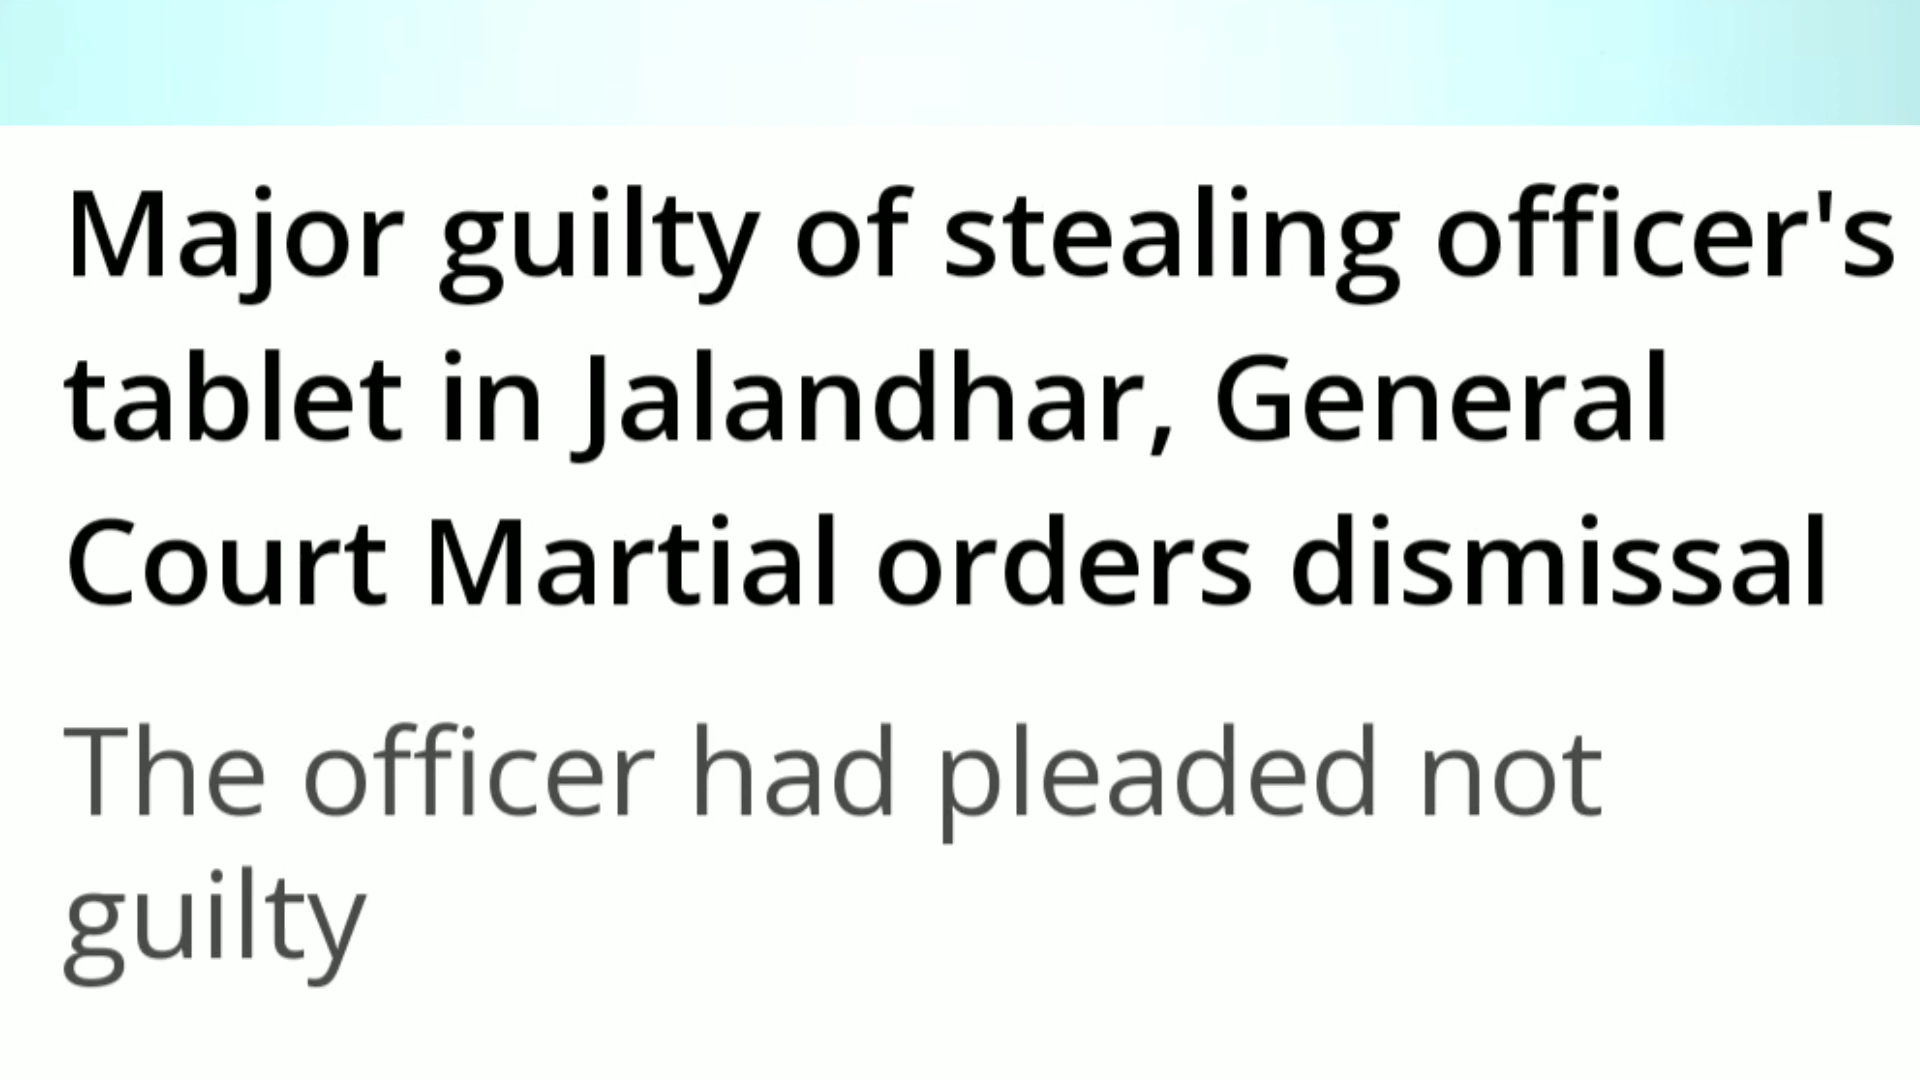 Major guilty of stealing officer's
tablet in Jalandhar, General
Court Martial orders dismissal
The officer had pleaded not
guilty